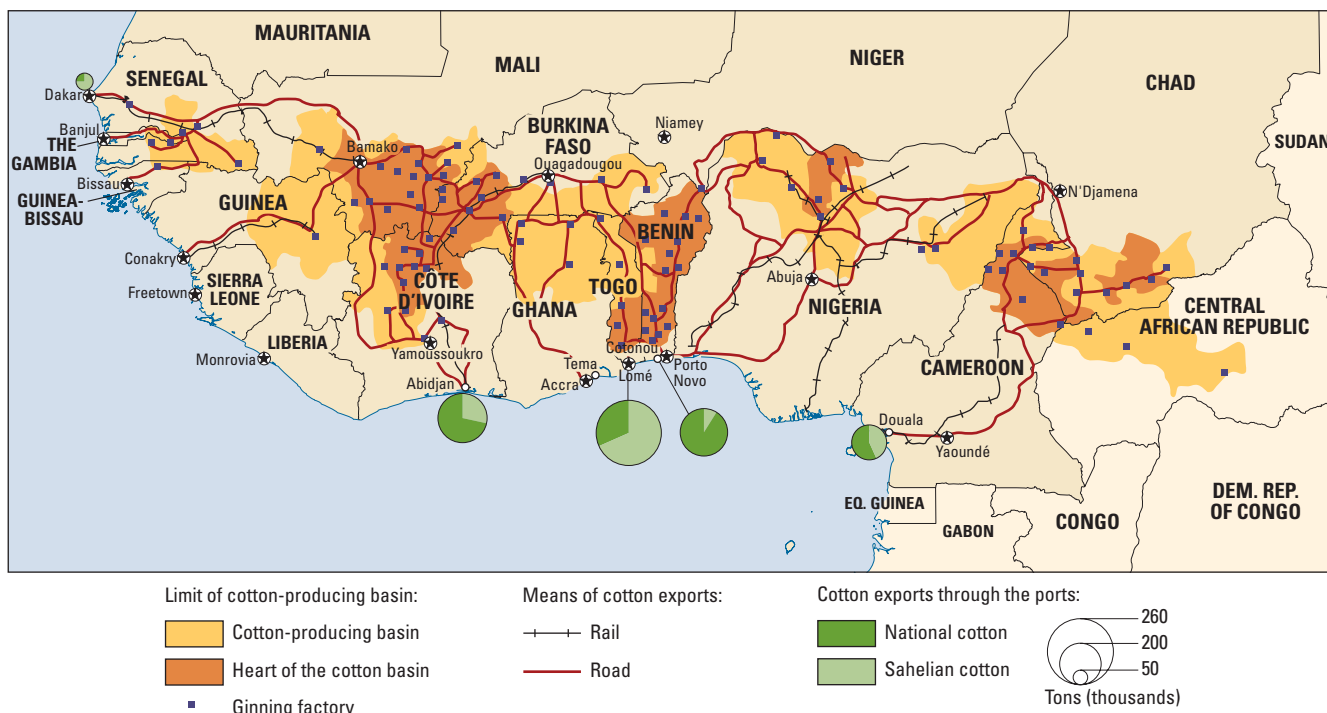 MAURITANIA
MALI
NIGER
CHAD
SUDAN
SENEGAL
Dakar
Banjul
THE
GAMBIA
Bissau
GUINEA-
BISSAU
BURKINA
FASO
Ouagadougou
Niamey
Bamako
N'Djamena
GUINEA
Conakry
SIERRA
LEONE
Freetown
LIBERIA
Monrovia
CÔTE
D'IVOIRE
Yamoussoukro
Abidjan
GHANA
Tema
Accra
TOGO
BENIN
Cotonou
Lomé
Porto
Novo
Abuja
NIGERIA
CENTRAL
AFRICAN REPUBLIC
CAMEROON
Douala
Yaoundé
EQ. GUINEA
GABON
CONGO
DEM. REP.
OF CONGO
Limit of cotton-producing basin:
Cotton-producing basin
Heart of the cotton basin
Ginning factory
Means of cotton exports:
Rail
Road
Cotton exports through the ports:
National cotton
Sahelian cotton
260
200
50
Tons (thousands)